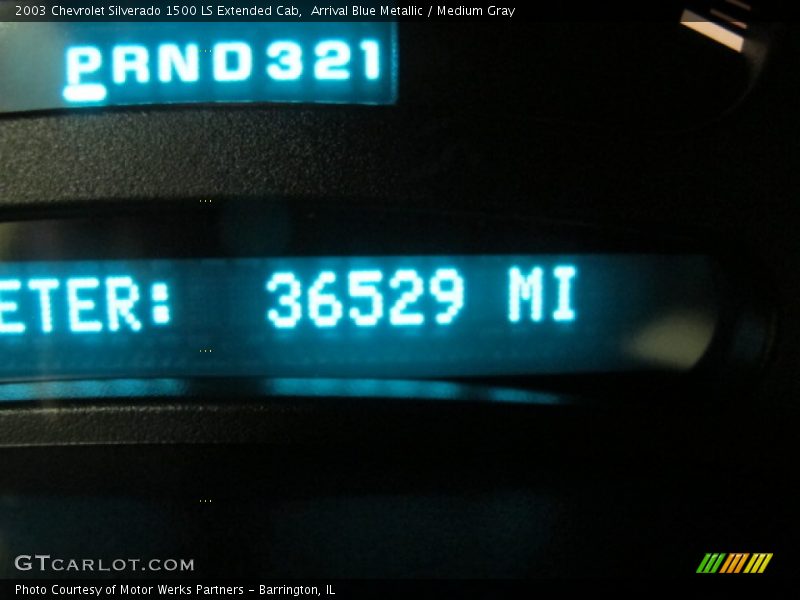 2003 Chevrolet Silverado 1500 LS Extended Cab,  Arrival Blue Metallic / Medium Gray
PRND321
ETER: 36529 MI
GTCARLOT.COM
Photo Courtesy of Motor Werks Partners – Barrington, IL